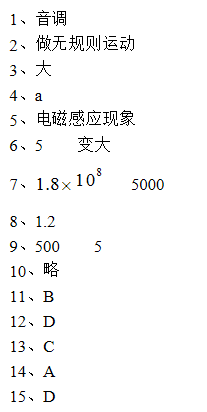 1、音调
2、做无规则运动
3、大
4、a
5、电磁感应现象
6、5 变大
7、1.8×10⁸ 5000
8、1.2
9、500 5
10、略
11、B
12、D
13、C
14、A
15、D